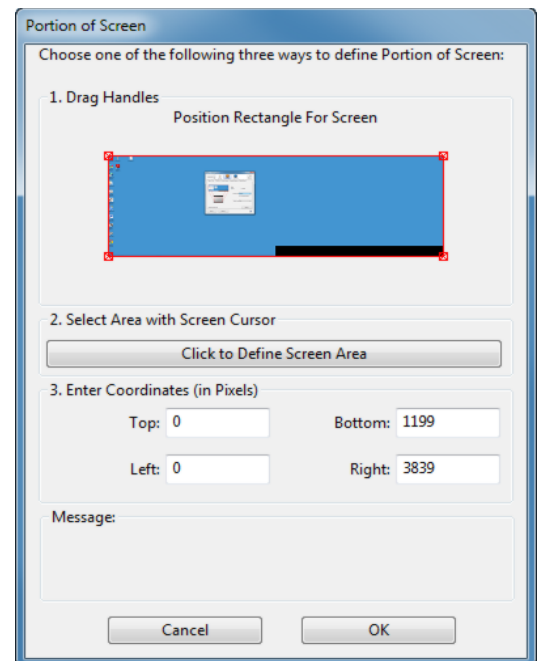 Portion of Screen
Choose one of the following three ways to define Portion of Screen:
1. Drag Handles
Position Rectangle For Screen
2. Select Area with Screen Cursor
Click to Define Screen Area
3. Enter Coordinates (in Pixels)
Top: 0 Bottom: 1199
Left: 0 Right: 3839
Message:
Cancel OK